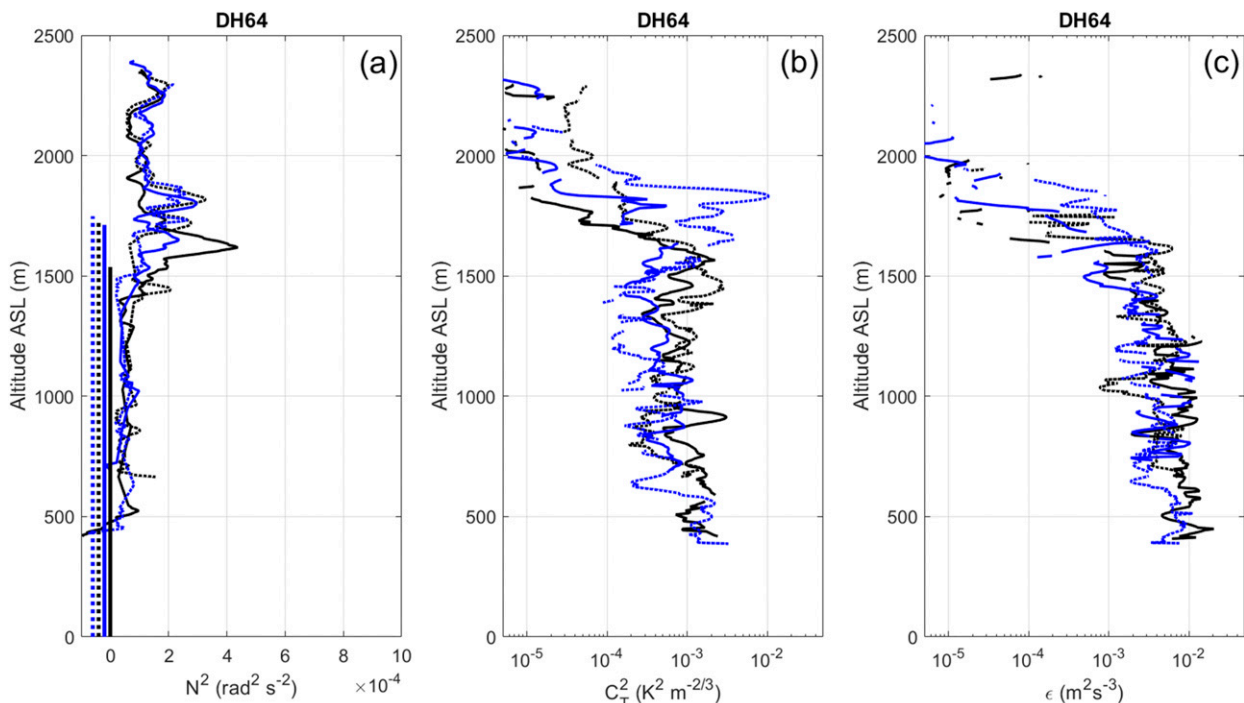 DH64
(a)
2500
2000
1500
1000
500
0
Altitude ASL (m)
0 2 4 6 8 10
N² (rad² s⁻²)
×10⁻⁴
DH64
(b)
2500
2000
1500
1000
500
0
Altitude ASL (m)
10⁻⁵ 10⁻⁴ 10⁻³ 10⁻²
C_T² (K² m⁻²/³)
DH64
(c)
2500
2000
1500
1000
500
0
Altitude ASL (m)
10⁻⁵ 10⁻⁴ 10⁻³ 10⁻²
ϵ (m²s⁻³)